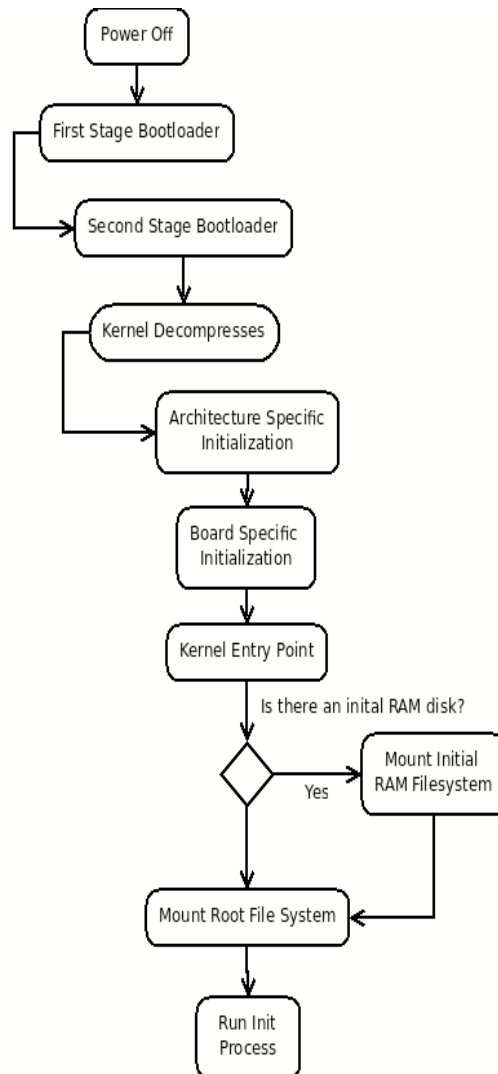 Power Off
First Stage Bootloader
Second Stage Bootloader
Kernel Decompresses
Architecture Specific
Initialization
Board Specific
Initialization
Kernel Entry Point
Is there an inital RAM disk?
Mount Initial
RAM Filesystem
Yes
Mount Root File System
Run Init
Process